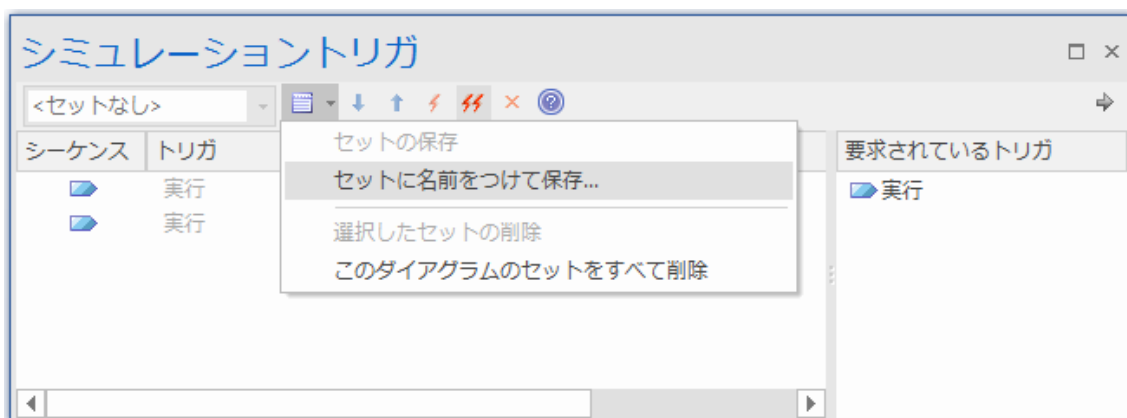 シミュレーショントリガ
<セットなし>
シーケンス トリガ
実行
実行
セットの保存
セットに名前をつけて保存...
選択したセットの削除
このダイアグラムのセットをすべて削除
要求されているトリガ
実行